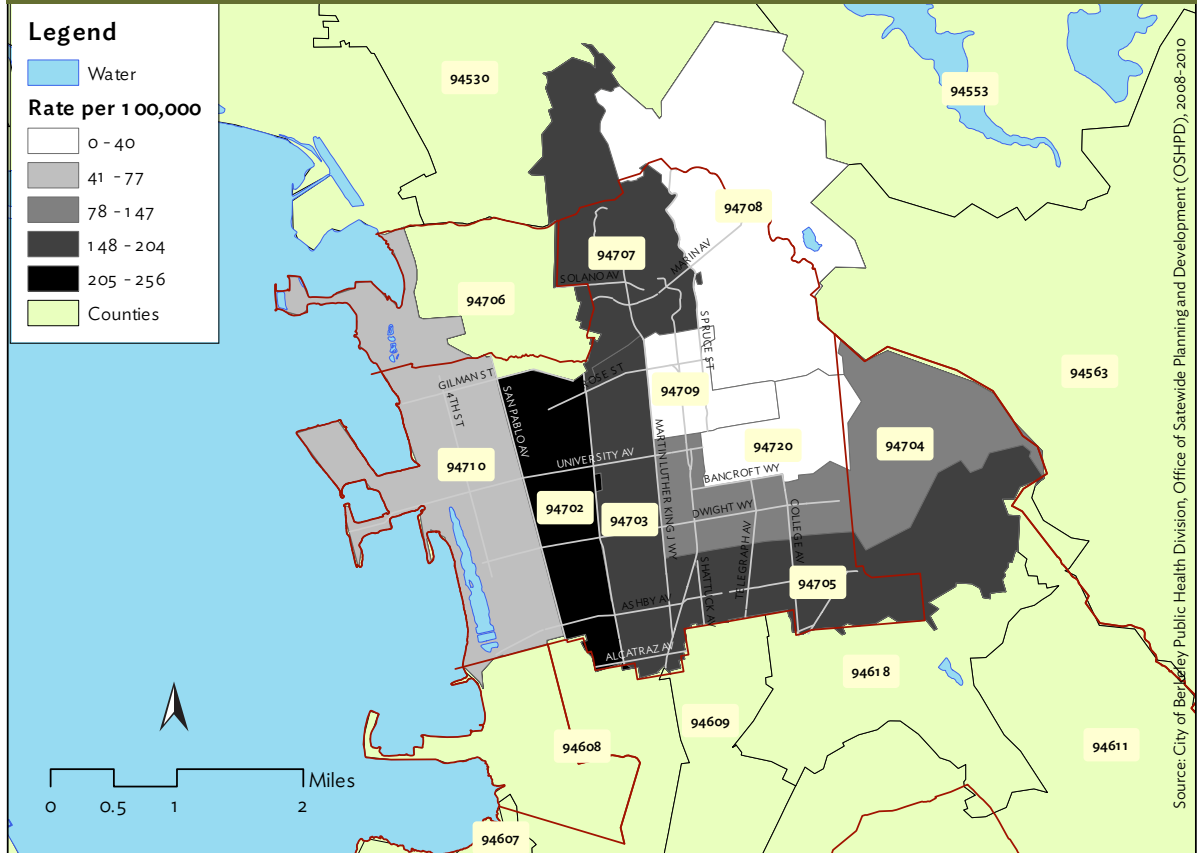 Legend
Water
Rate per 100,000
0 - 40
41 - 77
78 - 147
148 - 204
205 - 256
Counties
94530
94553
94708
94707
MARIN AV
SOLANO AV
94706
SPRUCE ST
94563
GILMAN ST
OSE ST
94709
4TH ST
SAN PABLO AV
MARTIN LUTHER KING J WY
94720
94704
94710
UNIVERSITY AV
BANCROFT WY
94702
94703
DWIGHT WY
TELEGRAPH AV
COLLEGE AV
SHATTUCK AV
94705
ASHBY AV
ALCATRAZ AV
94618
94609
94608
94611
94607
Miles
0 0.5 1 2
Source: City of Berkeley Public Health Division, Office of Satewide Planning and Development (OSHPD), 2008-2010